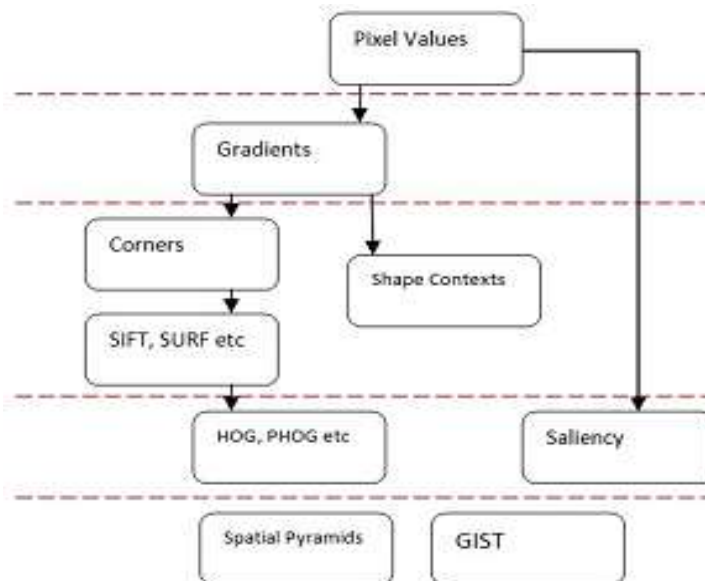 Pixel Values
Gradients
Corners
Shape Contexts
SIFT, SURF etc
HOG, PHOG etc
Saliency
Spatial Pyramids
GIST